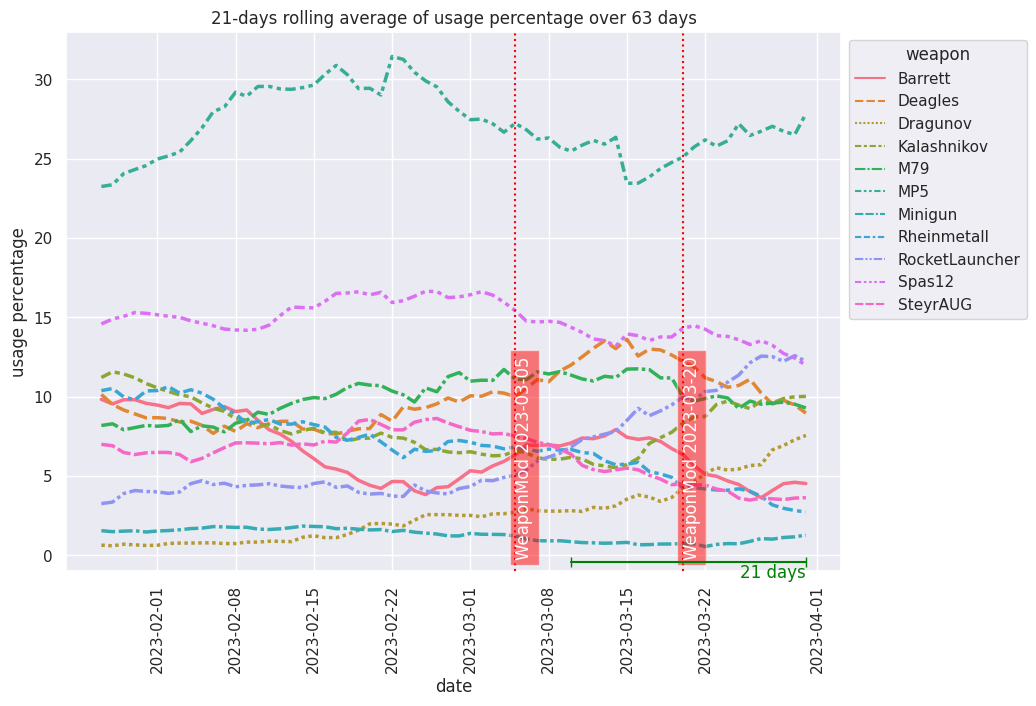 21-days rolling average of usage percentage over 63 days
usage percentage
30
25
20
15
10
5
0
WeaponMod 2023-03-05
WeaponMod 2023-03-20
21 days
2023-02-01
2023-02-08
2023-02-15
2023-02-22
2023-03-01
2023-03-08
2023-03-15
2023-03-22
2023-04-01
date
weapon
Barrett
Deagles
Dragunov
Kalashnikov
M79
MP5
Minigun
Rheinmetall
RocketLauncher
Spas12
SteyrAUG